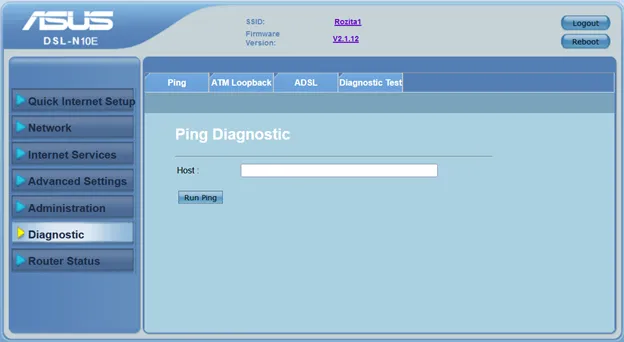 ASUS
DSL-N10E
SSID: Rozita1
Firmware
Version: V2.1.12
Logout
Reboot
Quick Internet Setup
Network
Internet Services
Advanced Settings
Administration
Diagnostic
Router Status
Ping ATM Loopback ADSL Diagnostic Test
Ping Diagnostic
Host :
Run Ping